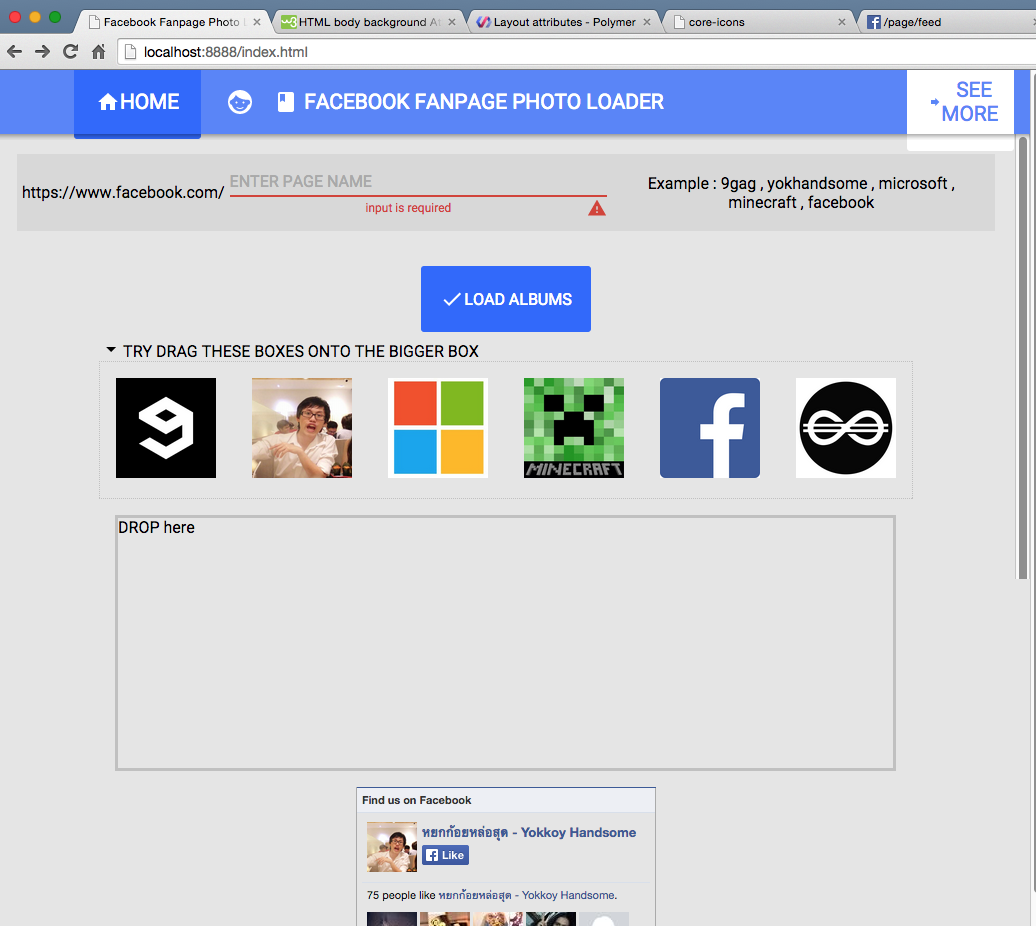 Facebook Fanpage Photo L
HTML body background At
Layout attributes - Polymer
core-icons
/page/feed
localhost:8888/index.html
HOME
FACEBOOK FANPAGE PHOTO LOADER
SEE
MORE
https://www.facebook.com/
ENTER PAGE NAME
input is required
Example : 9gag , yokhandsome , microsoft ,
minecraft , facebook
LOAD ALBUMS
TRY DRAG THESE BOXES ONTO THE BIGGER BOX
MINECRAFT
DROP here
Find us on Facebook
หยกก้อยหล่อสุด - Yokkoy Handsome
Like
75 people like หยกก้อยหล่อสุด - Yokkoy Handsome.